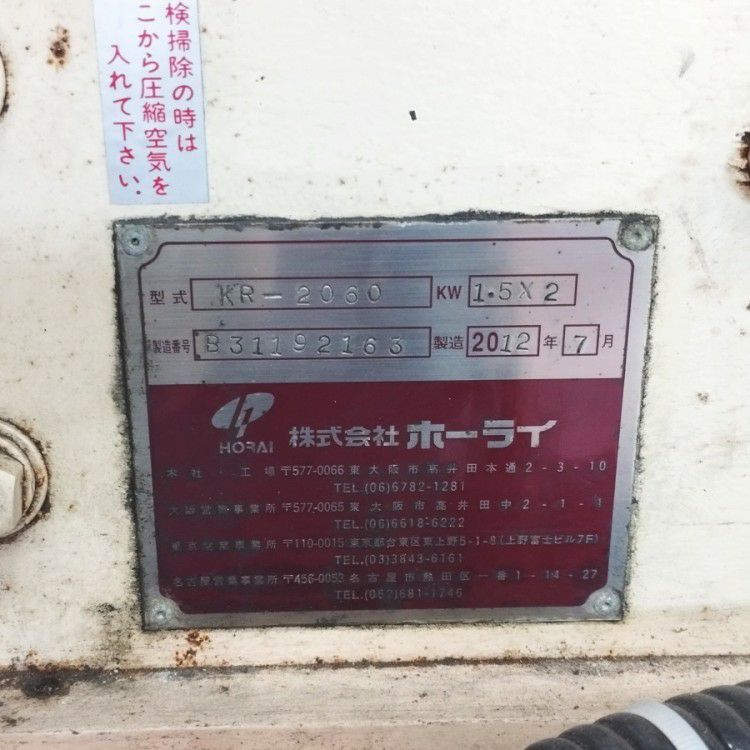 検掃除の時は
こから圧縮空気を
入れて下さい.
型式 KR-2060 KW 1.5X2
製造番号 B31192163 製造 2012年 7月
HORAI 株式会社ホーライ
本社・工場 〒577-0066 東大阪市高井田本通2-3-10
TEL.(06)6782-1281
大阪営業事業所 〒577-0065 東大阪市高井田中2-1-
TEL.(06)6618-6222
東京営業事業所 〒110-0015 東京都台東区東上野5-1-8(上野富士ビル7F)
TEL.(03)3843-6161
名古屋営業事業所 〒456-0053 名古屋市熱田区一番1-14-27
TEL.(052)681-1246